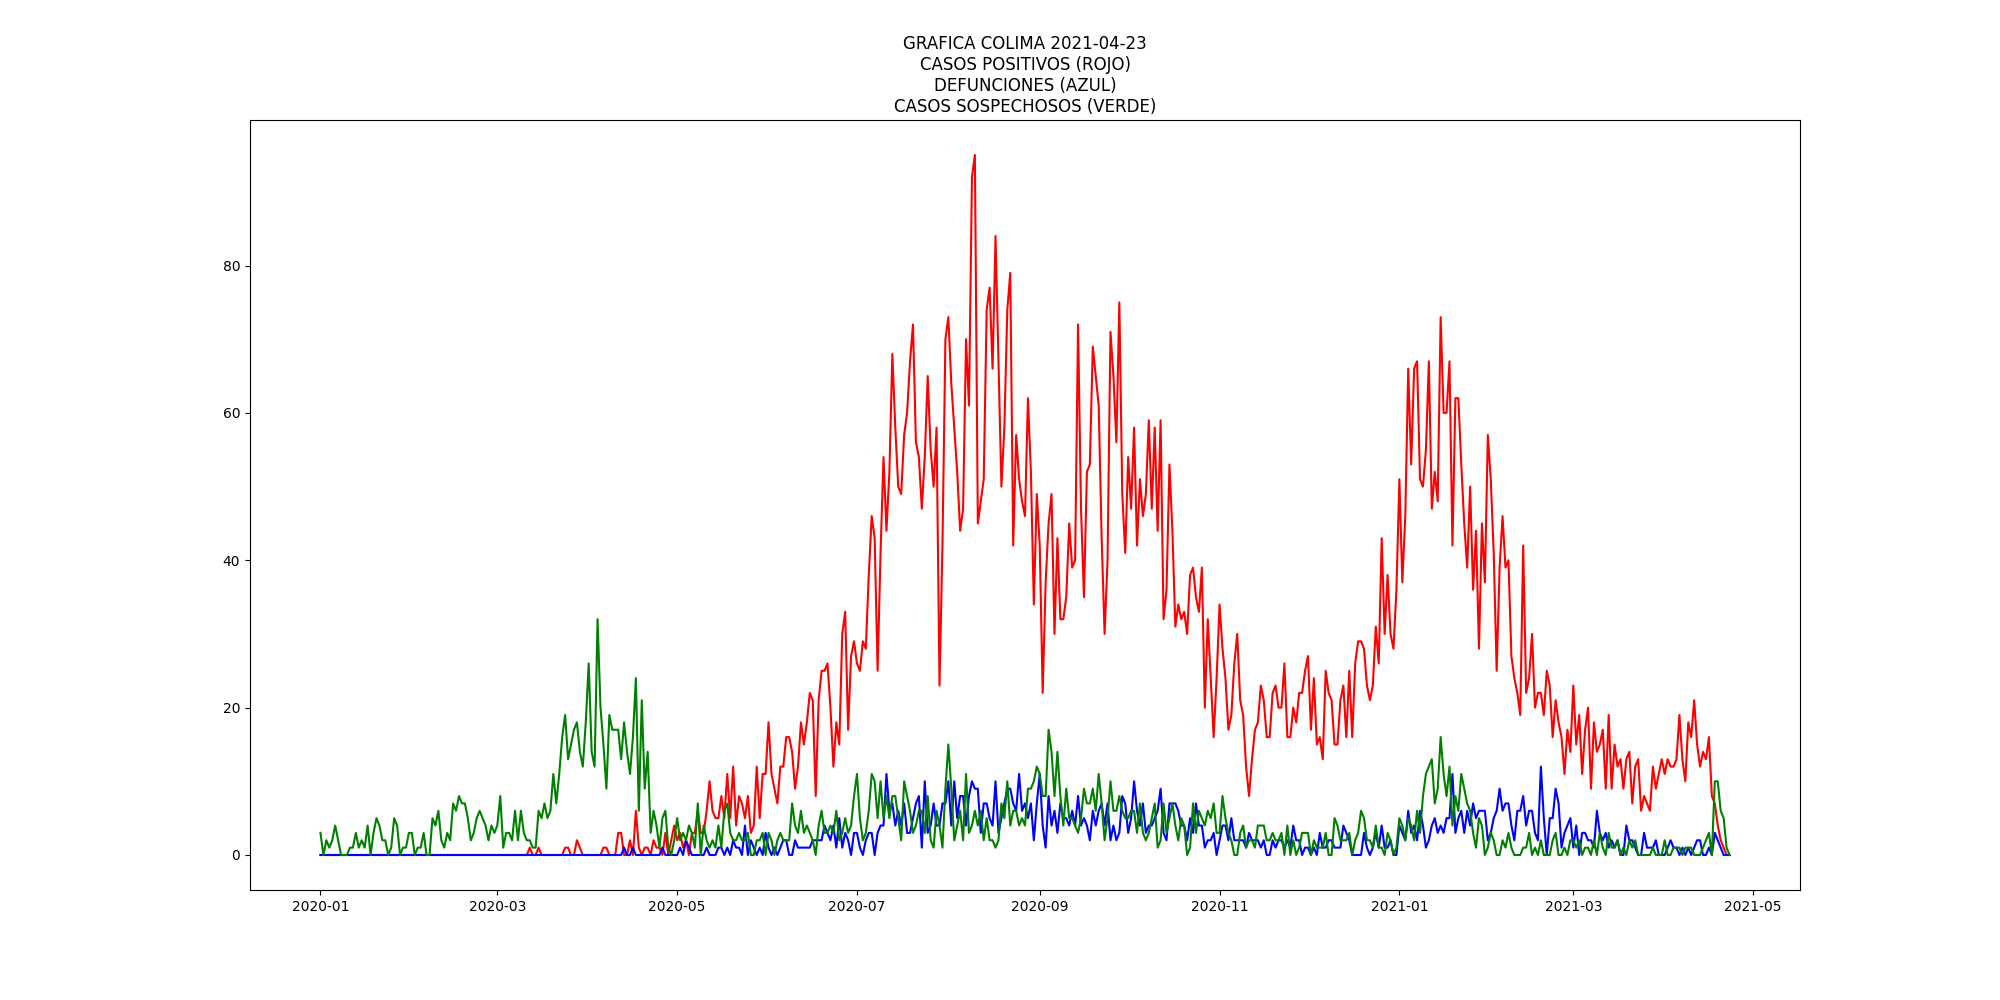 GRAFICA COLIMA 2021-04-23
CASOS POSITIVOS (ROJO)
DEFUNCIONES (AZUL)
CASOS SOSPECHOSOS (VERDE)
80
60
40
20
0
2020-01 2020-03 2020-05 2020-07 2020-09 2020-11 2021-01 2021-03 2021-05